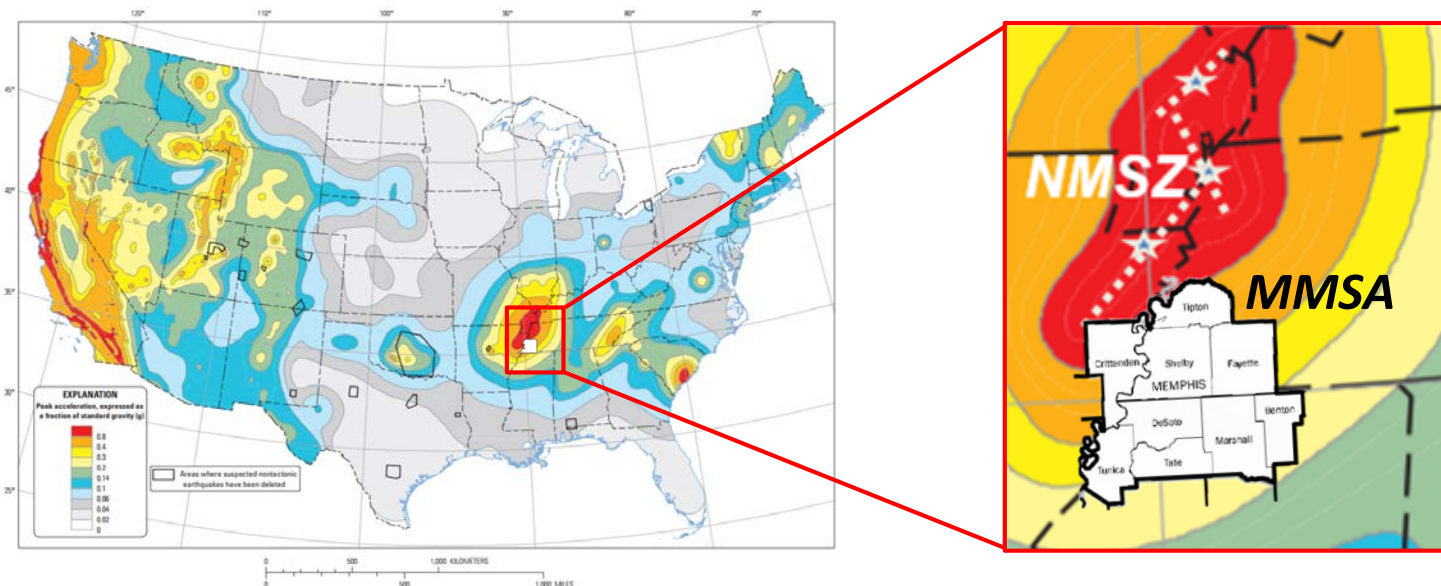 120° 110° 100° 90° 80° 70°
45°
40°
35°
30°
25°
EXPLANATION
Peak acceleration, expressed as
a fraction of standard gravity (g)
0.8
0.4
0.3
0.2
0.14
0.1
0.06
0.04
0.02
0
Areas where suspected nontectonic
earthquakes have been deleted
0 500 1,000 KILOMETERS
0 500 1,000 MILES
NMSZ
MMSA
Tipton
Crittenden
Shelby
Fayette
MEMPHIS
DeSoto
Benton
Marshall
Tunica
Tate